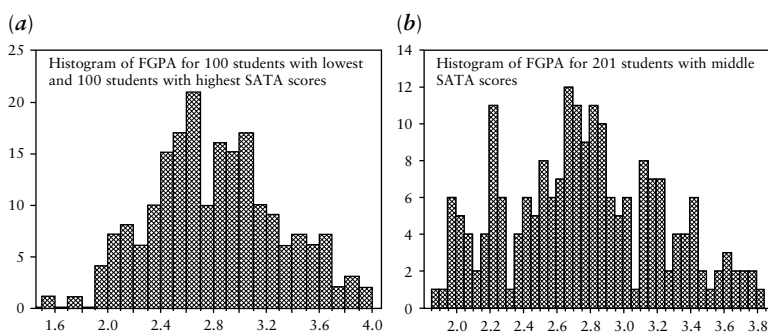 (a)
Histogram of FGPA for 100 students with lowest
and 100 students with highest SATA scores
25
20
15
10
5
0
1.6 2.0 2.4 2.8 3.2 3.6 4.0
(b)
Histogram of FGPA for 201 students with middle
SATA scores
14
12
10
8
6
4
2
0
2.0 2.2 2.4 2.6 2.8 3.0 3.2 3.4 3.6 3.8